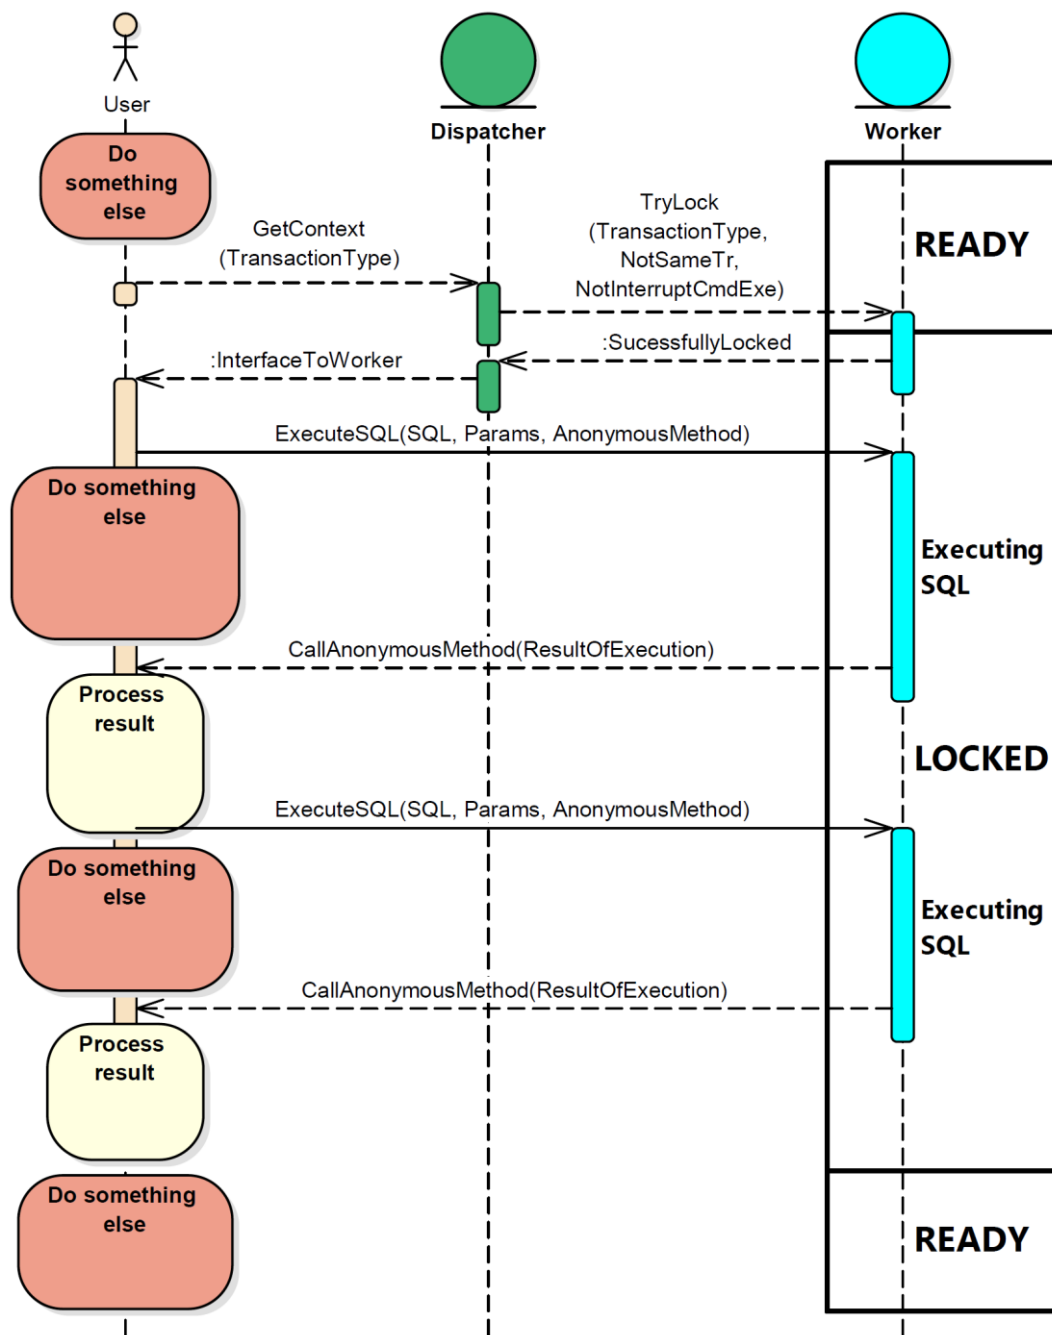 User
Dispatcher
Worker
Do
something
else
TryLock
(TransactionType,
NotSameTr,
NotInterruptCmdExe)
READY
GetContext
(TransactionType)
:SucessfullyLocked
:InterfaceToWorker
ExecuteSQL(SQL, Params, AnonymousMethod)
Do something
else
Executing
SQL
CallAnonymousMethod(ResultOfExecution)
Process
result
LOCKED
ExecuteSQL(SQL, Params, AnonymousMethod)
Do something
else
Executing
SQL
CallAnonymousMethod(ResultOfExecution)
Process
result
Do something
else
READY